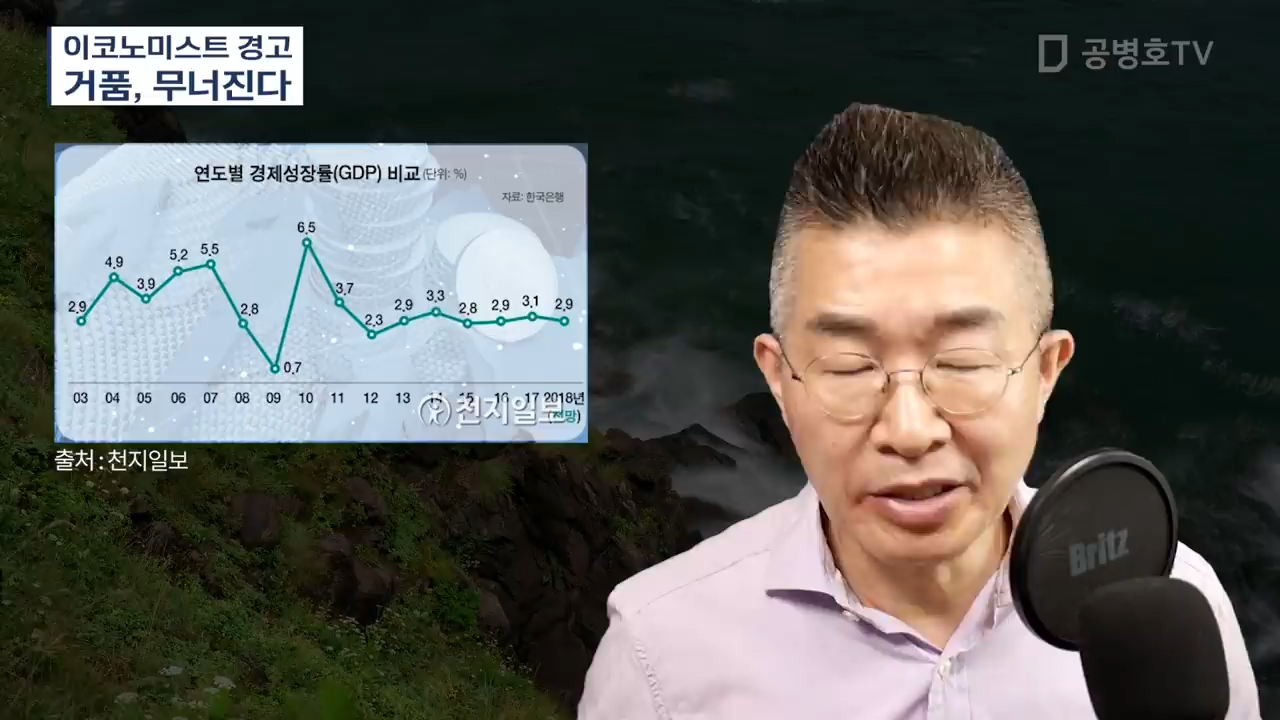 이코노미스트 경고
거품, 무너진다
공병호TV
연도별 경제성장률(GDP) 비교 (단위: %)
자료: 한국은행
2.9 4.9 3.9 5.2 5.5 2.8 0.7 6.5 3.7 2.3 2.9 3.3 2.8 2.9 3.1 2.9
03 04 05 06 07 08 09 10 11 12 13 14 15 16 17 2018년
(전망)
천지일보
출처 : 천지일보
Britz